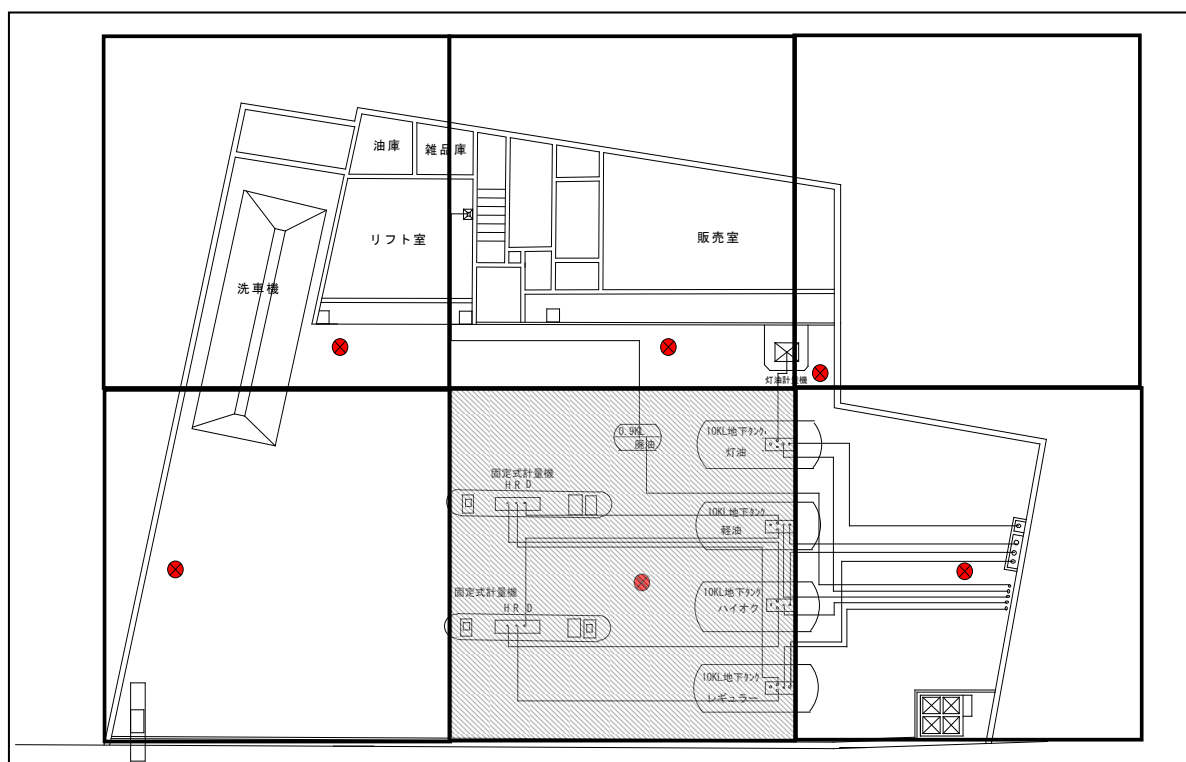 油庫
雑品庫
リフト室
販売室
洗車機
灯油計量機
0.9KL
廃油
10KL地下タンク
灯油
固定式計量機
H R D
10KL地下タンク
軽油
固定式計量機
H R D
10KL地下タンク
ハイオク
10KL地下タンク
レギュラー